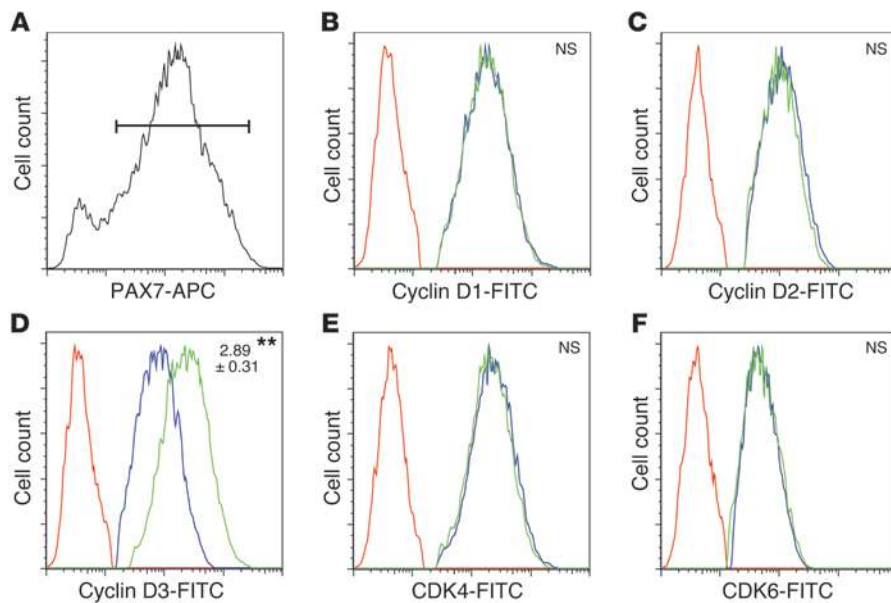 A
Cell count
PAX7-APC
B
NS
Cell count
Cyclin D1-FITC
C
NS
Cell count
Cyclin D2-FITC
D
**
2.89
± 0.31
Cell count
Cyclin D3-FITC
E
NS
Cell count
CDK4-FITC
F
NS
Cell count
CDK6-FITC